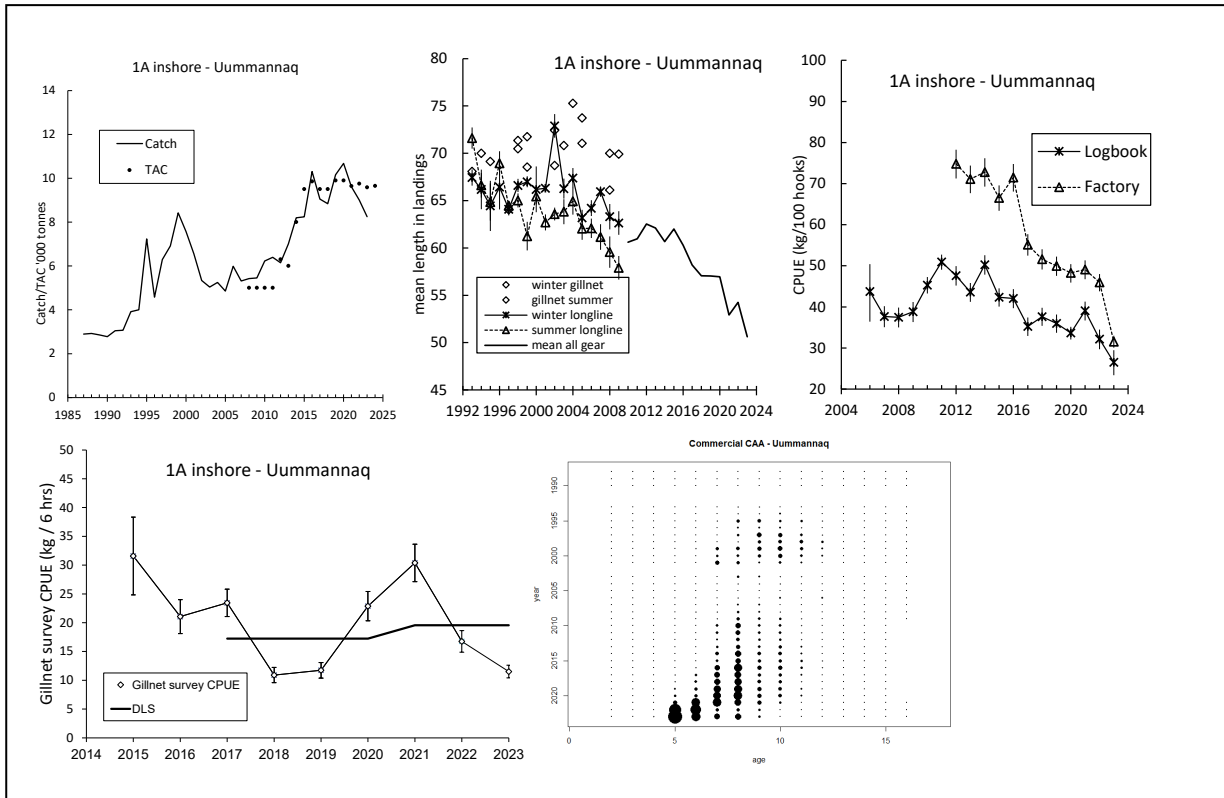 1A inshore - Uummannaq
Catch/TAC '000 tonnes
14
12
10
8
6
4
2
0
Catch
TAC
1985 1990 1995 2000 2005 2010 2015 2020 2025
1A inshore - Uummannaq
mean length in landings
80
75
70
65
60
55
50
45
winter gillnet
gillnet summer
winter longline
summer longline
mean all gear
1992 1996 2000 2004 2008 2012 2016 2020 2024
1A inshore - Uummannaq
CPUE (kg/100 hooks)
100
90
80
70
60
50
40
30
20
Logbook
Factory
2004 2008 2012 2016 2020 2024
1A inshore - Uummannaq
Gillnet survey CPUE (kg / 6 hrs)
50
45
40
35
30
25
20
15
10
5
0
Gillnet survey CPUE
DLS
2014 2015 2016 2017 2018 2019 2020 2021 2022 2023
Commercial CAA - Uummannaq
year
1990
1995
2000
2005
2010
2015
2020
0 5 10 15
age